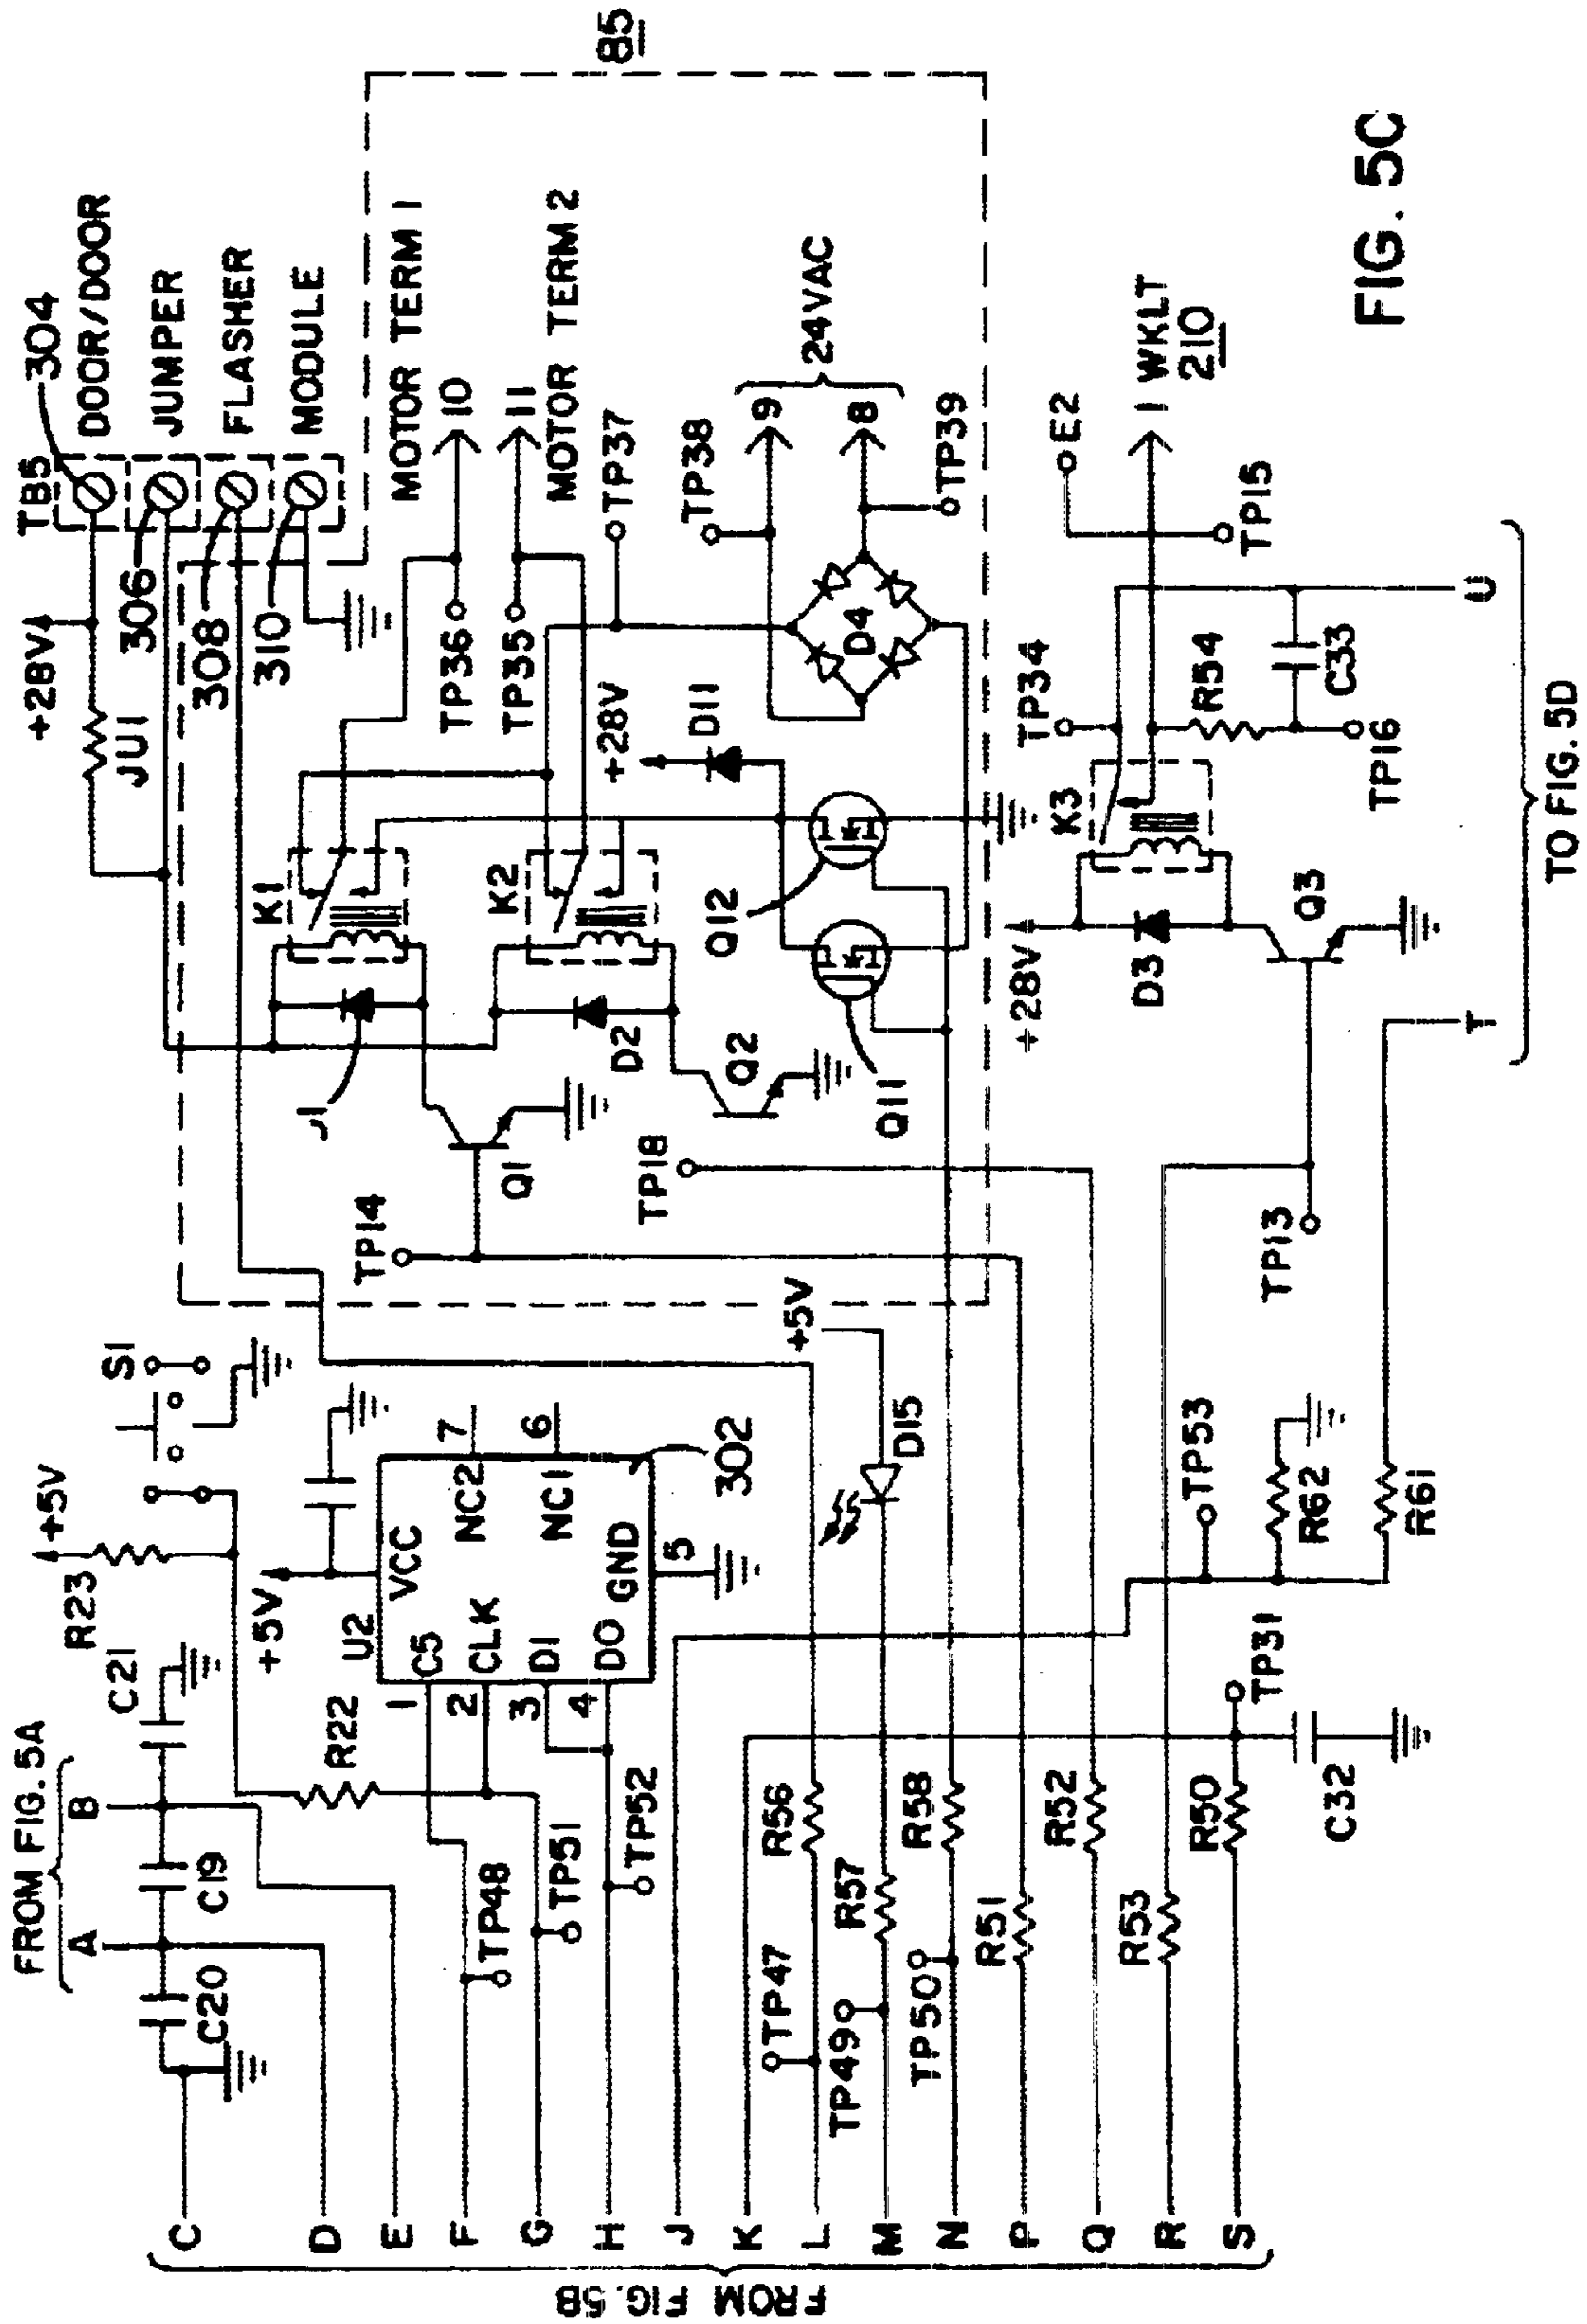 FROM FIG. 5A
A
B
C20
C19
C21
R23
+5V
S1
+28V
JU1
TB5
304
DOOR/DOOR
306
JUMPER
308
FLASHER
310
MODULE
85
FROM FIG. 5B
C
D
E
F
G
H
J
K
L
M
N
P
Q
R
S
TP48
TP51
TP52
R22
+5V
U2
VCC
1
C5
2
CLK
3
D1
4
DO
GND
5
NC2
7
NC1
6
302
TP47
R56
TP49
R57
D15
+5V
TP50
R58
R51
R52
R53
R50
TP31
C32
TP53
R62
R61
TP14
Q1
J1
K1
K2
D2
Q2
TP18
Q11
Q12
+28V
D11
MOTOR TERM 1
10
TP36
11
TP35
MOTOR TERM 2
TP37
TP38
9
24VAC
8
TP39
D4
+28V
D3
K3
Q3
TP13
TP34
R54
C33
TP16
E2
TP15
1 WKLT
210
T
U
TO FIG. 5D
FIG. 5C